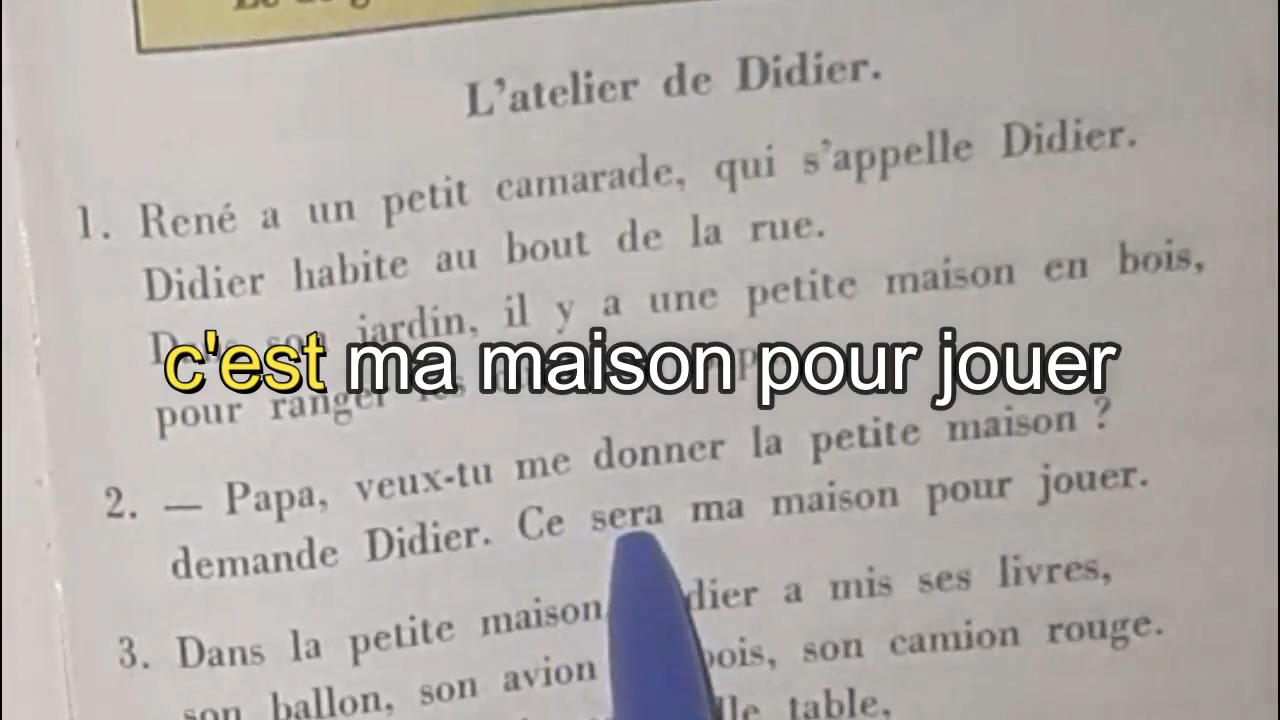 L'atelier de Didier.
1. René a un petit camarade, qui s'appelle Didier.
Didier habite au bout de la rue.
jardin, il y a une petite maison en bois,
c'est ma maison pour jouer
pour ranger
2. — Papa, veux-tu me donner la petite maison ?
demande Didier. Ce sera ma maison pour jouer.
3. Dans la petite maison a mis ses livres,
son ballon, son avion son camion rouge.
table,